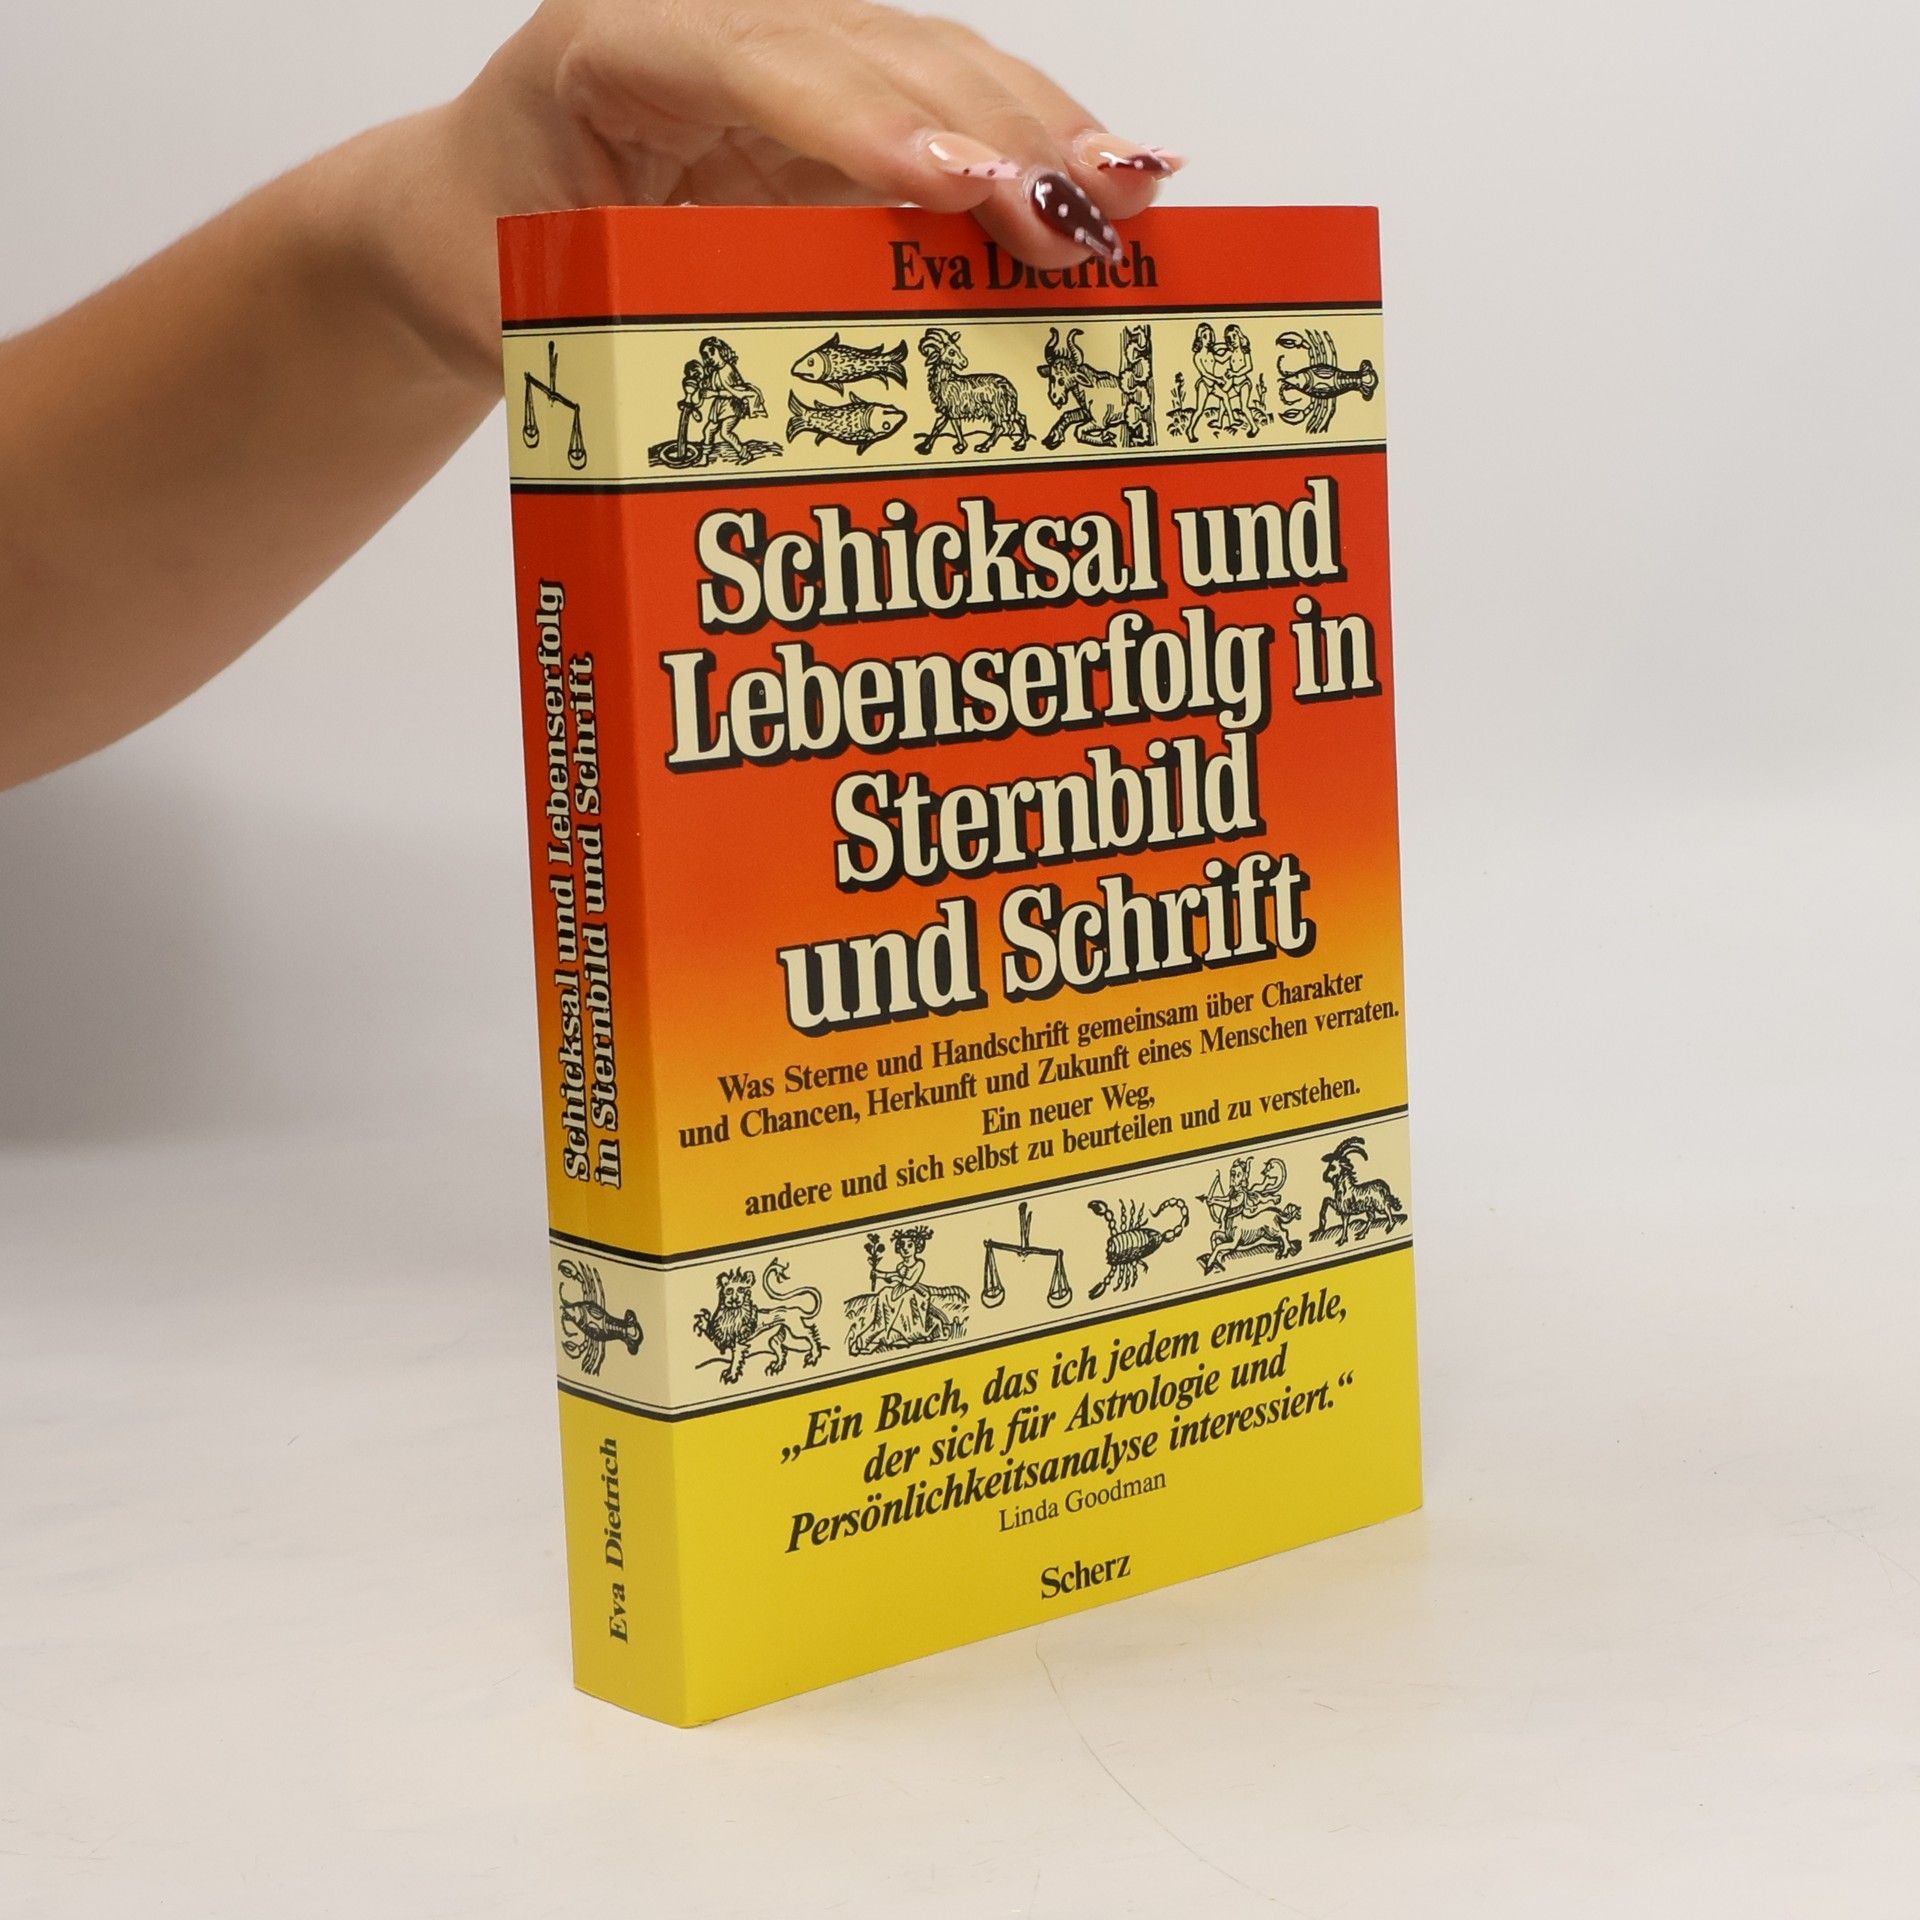 Eva Dietrich
Schicksal und
Lebenserfolg in
Sternbild
und Schrift
Was Sterne und Handschrift gemeinsam über Charakter
und Chancen, Herkunft und Zukunft eines Menschen verraten.
Ein neuer Weg,
andere und sich selbst zu beurteilen und zu verstehen.
„Ein Buch, das ich jedem empfehle,
der sich für Astrologie und
Persönlichkeitsanalyse interessiert.“
Linda Goodman
Scherz
Schicksal und Lebenserfolg
in Sternbild und Schrift
Eva Dietrich